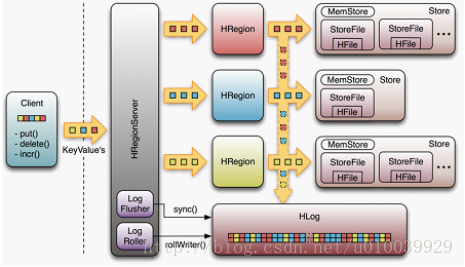 Client
- put()
- delete()
- incr()
KeyValue's
HRegionServer
Log
Flusher
Log
Roller
sync()
rollWriter()
HRegion
HRegion
HRegion
MemStore
Store
StoreFile
HFile
StoreFile
HFile
...
MemStore
Store
StoreFile
HFile
MemStore
Store
StoreFile
HFile
StoreFile
HFile
...
HLog
http://blog.csdn.net/u010039929